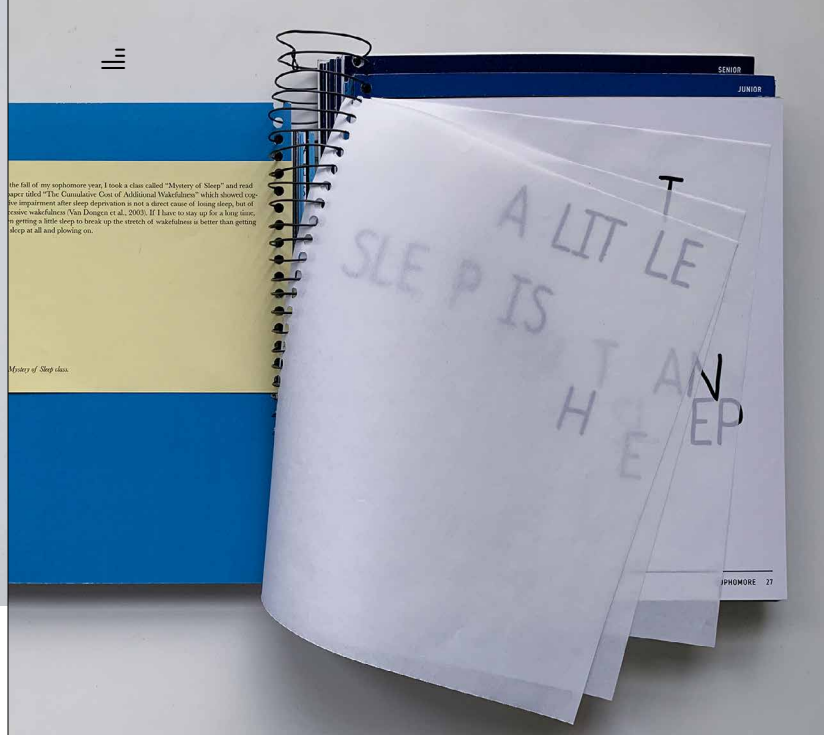 SENIOR
JUNIOR
the fall of my sophomore year, I took a class called “Mystery of Sleep” and read
paper titled “The Cumulative Cost of Additional Wakefulness” which showed cog-
ive impairment after sleep deprivation is not a direct cause of losing sleep, but of
cessive wakefulness (Van Dongen et al., 2003). If I have to stay up for a long time,
n getting a little sleep to break up the stretch of wakefulness is better than getting
sleep at all and plowing on.
Mystery of Sleep class.
T
A LIT LE
SLE P IS
T AN
H EP
E
PHOMORE 27